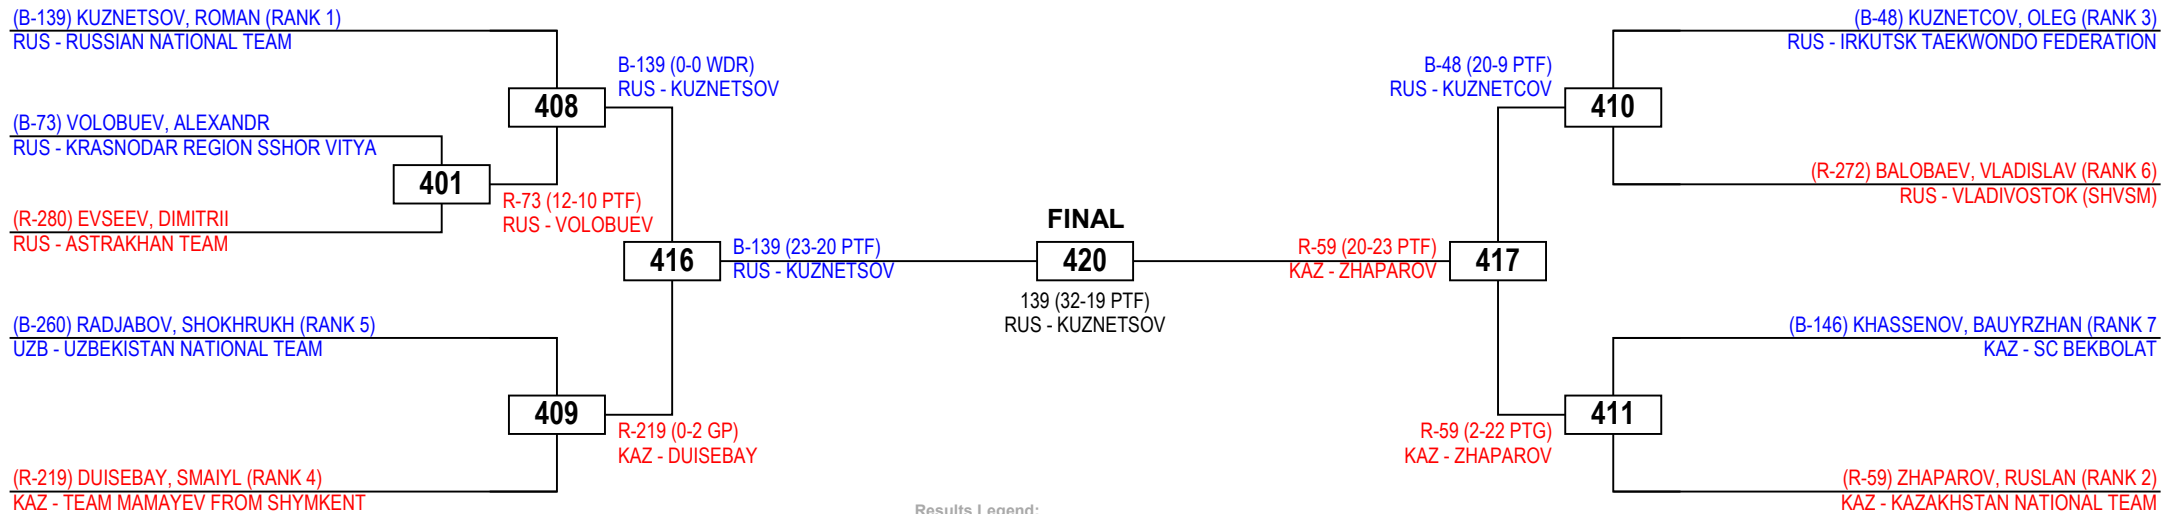 (B-139) KUZNETSOV, ROMAN (RANK 1)
RUS - RUSSIAN NATIONAL TEAM
B-139 (0-0 WDR)
RUS - KUZNETSOV
408
(B-73) VOLOBUEV, ALEXANDR
RUS - KRASNODAR REGION SSHOR VITYA
401
R-73 (12-10 PTF)
RUS - VOLOBUEV
(R-280) EVSEEV, DIMITRII
RUS - ASTRAKHAN TEAM
416
B-139 (23-20 PTF)
RUS - KUZNETSOV
(B-260) RADJABOV, SHOKHRUKH (RANK 5)
UZB - UZBEKISTAN NATIONAL TEAM
409
R-219 (0-2 GP)
KAZ - DUISEBAY
(R-219) DUISEBAY, SMAIYL (RANK 4)
KAZ - TEAM MAMAYEV FROM SHYMKENT
FINAL
420
139 (32-19 PTF)
RUS - KUZNETSOV
(B-48) KUZNETCOV, OLEG (RANK 3)
RUS - IRKUTSK TAEKWONDO FEDERATION
B-48 (20-9 PTF)
RUS - KUZNETCOV
410
(R-272) BALOBAEV, VLADISLAV (RANK 6)
RUS - VLADIVOSTOK (SHVSM)
R-59 (20-23 PTF)
KAZ - ZHAPAROV
417
(B-146) KHASSENOV, BAUYRZHAN (RANK 7
KAZ - SC BEKBOLAT
411
R-59 (2-22 PTG)
KAZ - ZHAPAROV
(R-59) ZHAPAROV, RUSLAN (RANK 2)
KAZ - KAZAKHSTAN NATIONAL TEAM
Results Legend: